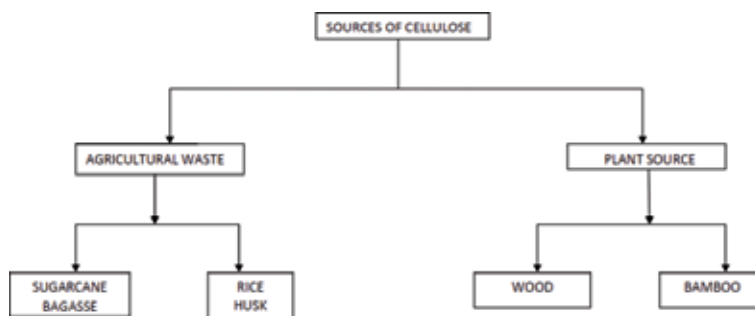 SOURCES OF CELLULOSE
AGRICULTURAL WASTE
PLANT SOURCE
SUGARCANE
BAGASSE
RICE
HUSK
WOOD
BAMBOO